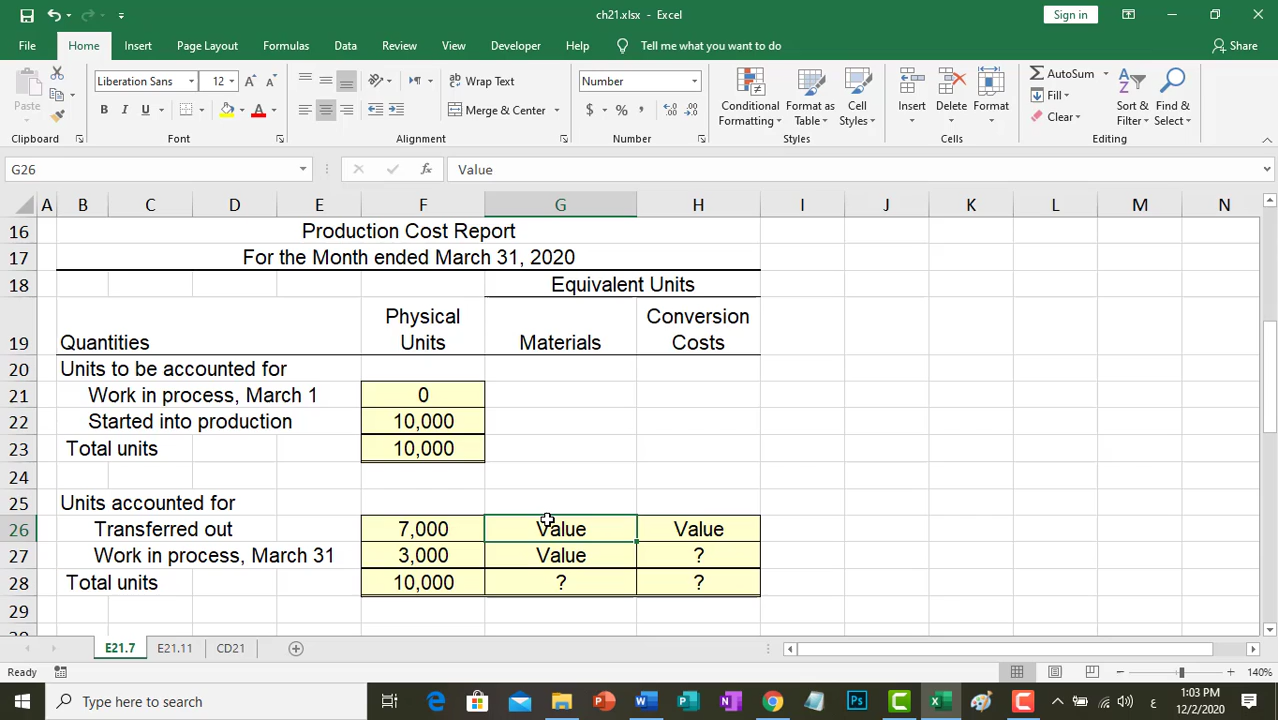 ch21.xlsx - Excel
Sign in
File Home Insert Page Layout Formulas Data Review View Developer Help Tell me what you want to do Share
Paste
Liberation Sans 12
B I U
Wrap Text
Merge & Center
Number
$ % ,
Conditional Formatting
Format Table
Cell Styles
Insert Delete Format
AutoSum
Fill
Clear
Sort & Filter
Find & Select
Clipboard Font Alignment Number Styles Cells Editing
G26 fx Value
A B C D E F G H I J K L M N
16 Production Cost Report
17 For the Month ended March 31, 2020
18 Equivalent Units
19 Quantities Physical Units Materials Conversion Costs
20 Units to be accounted for
21 Work in process, March 1 0
22 Started into production 10,000
23 Total units 10,000
24
25 Units accounted for
26 Transferred out 7,000 Value Value
27 Work in process, March 31 3,000 Value ?
28 Total units 10,000 ? ?
29
E21.7 E21.11 CD21
Ready 140%
Type here to search
ع 1:03 PM
12/2/2020